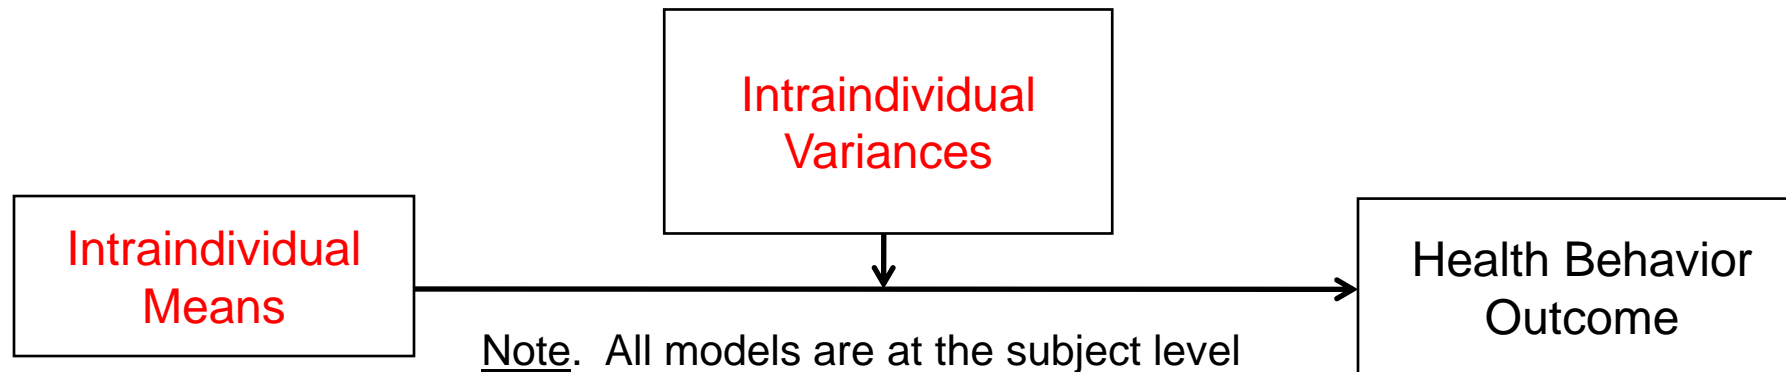 Intraindividual
Variances
Intraindividual
Means
Health Behavior
Outcome
Note.  All models are at the subject level